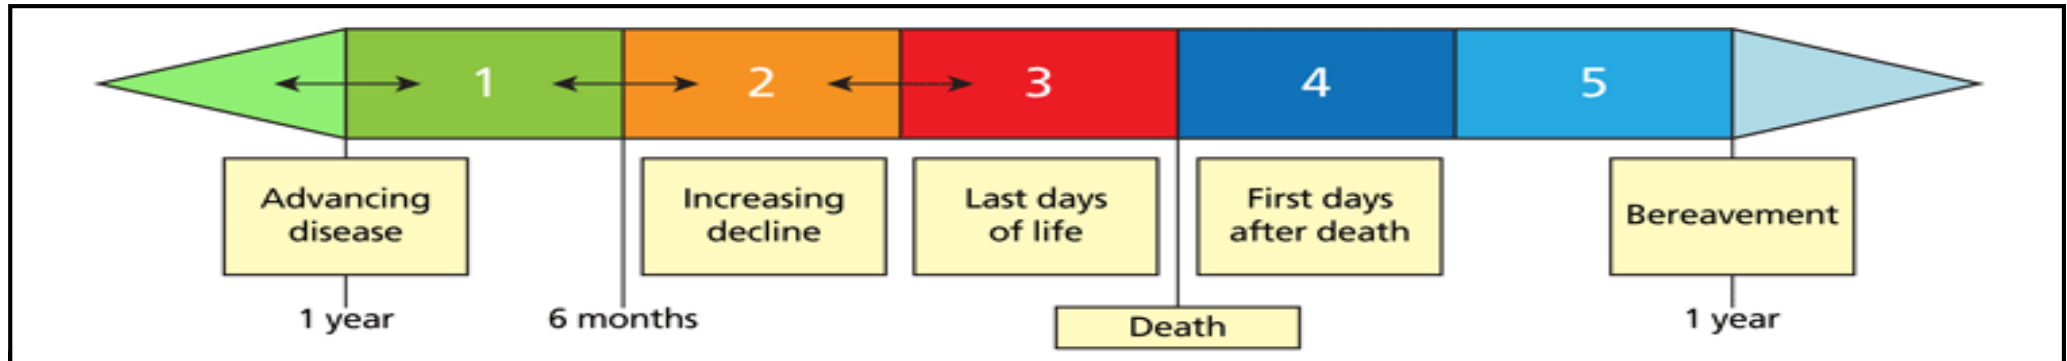 1
2
3
4
5
Advancing
disease
Increasing
decline
Last days
of life
First days
after death
Bereavement
1 year
6 months
Death
1 year